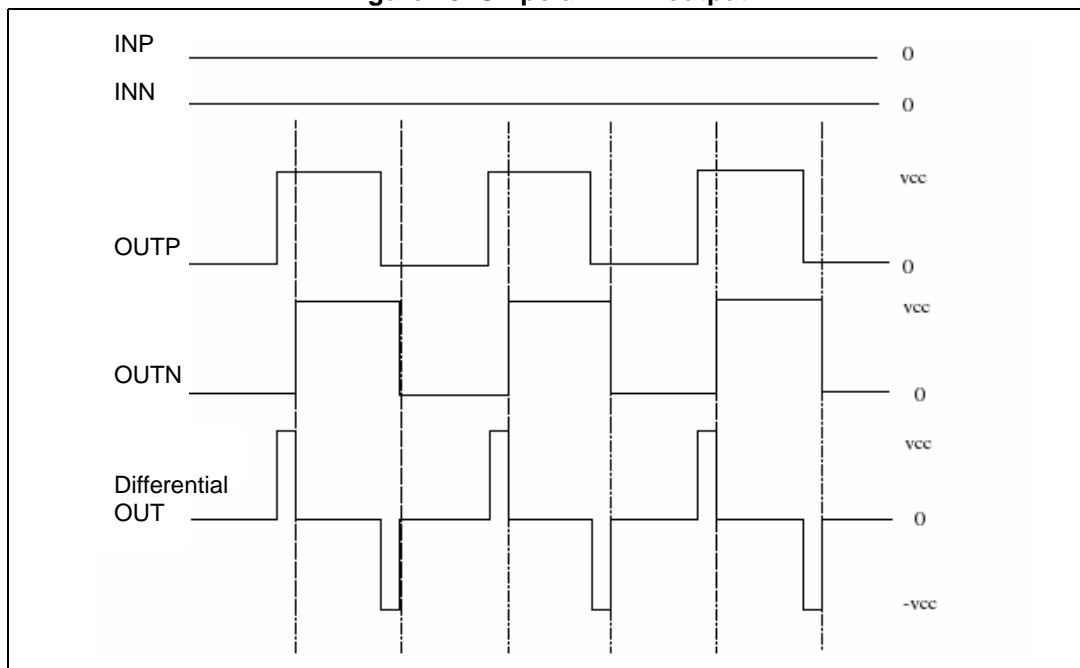 INP
0
INN
0
vcc
OUTP
0
vcc
OUTN
0
vcc
Differential
OUT
0
-vcc